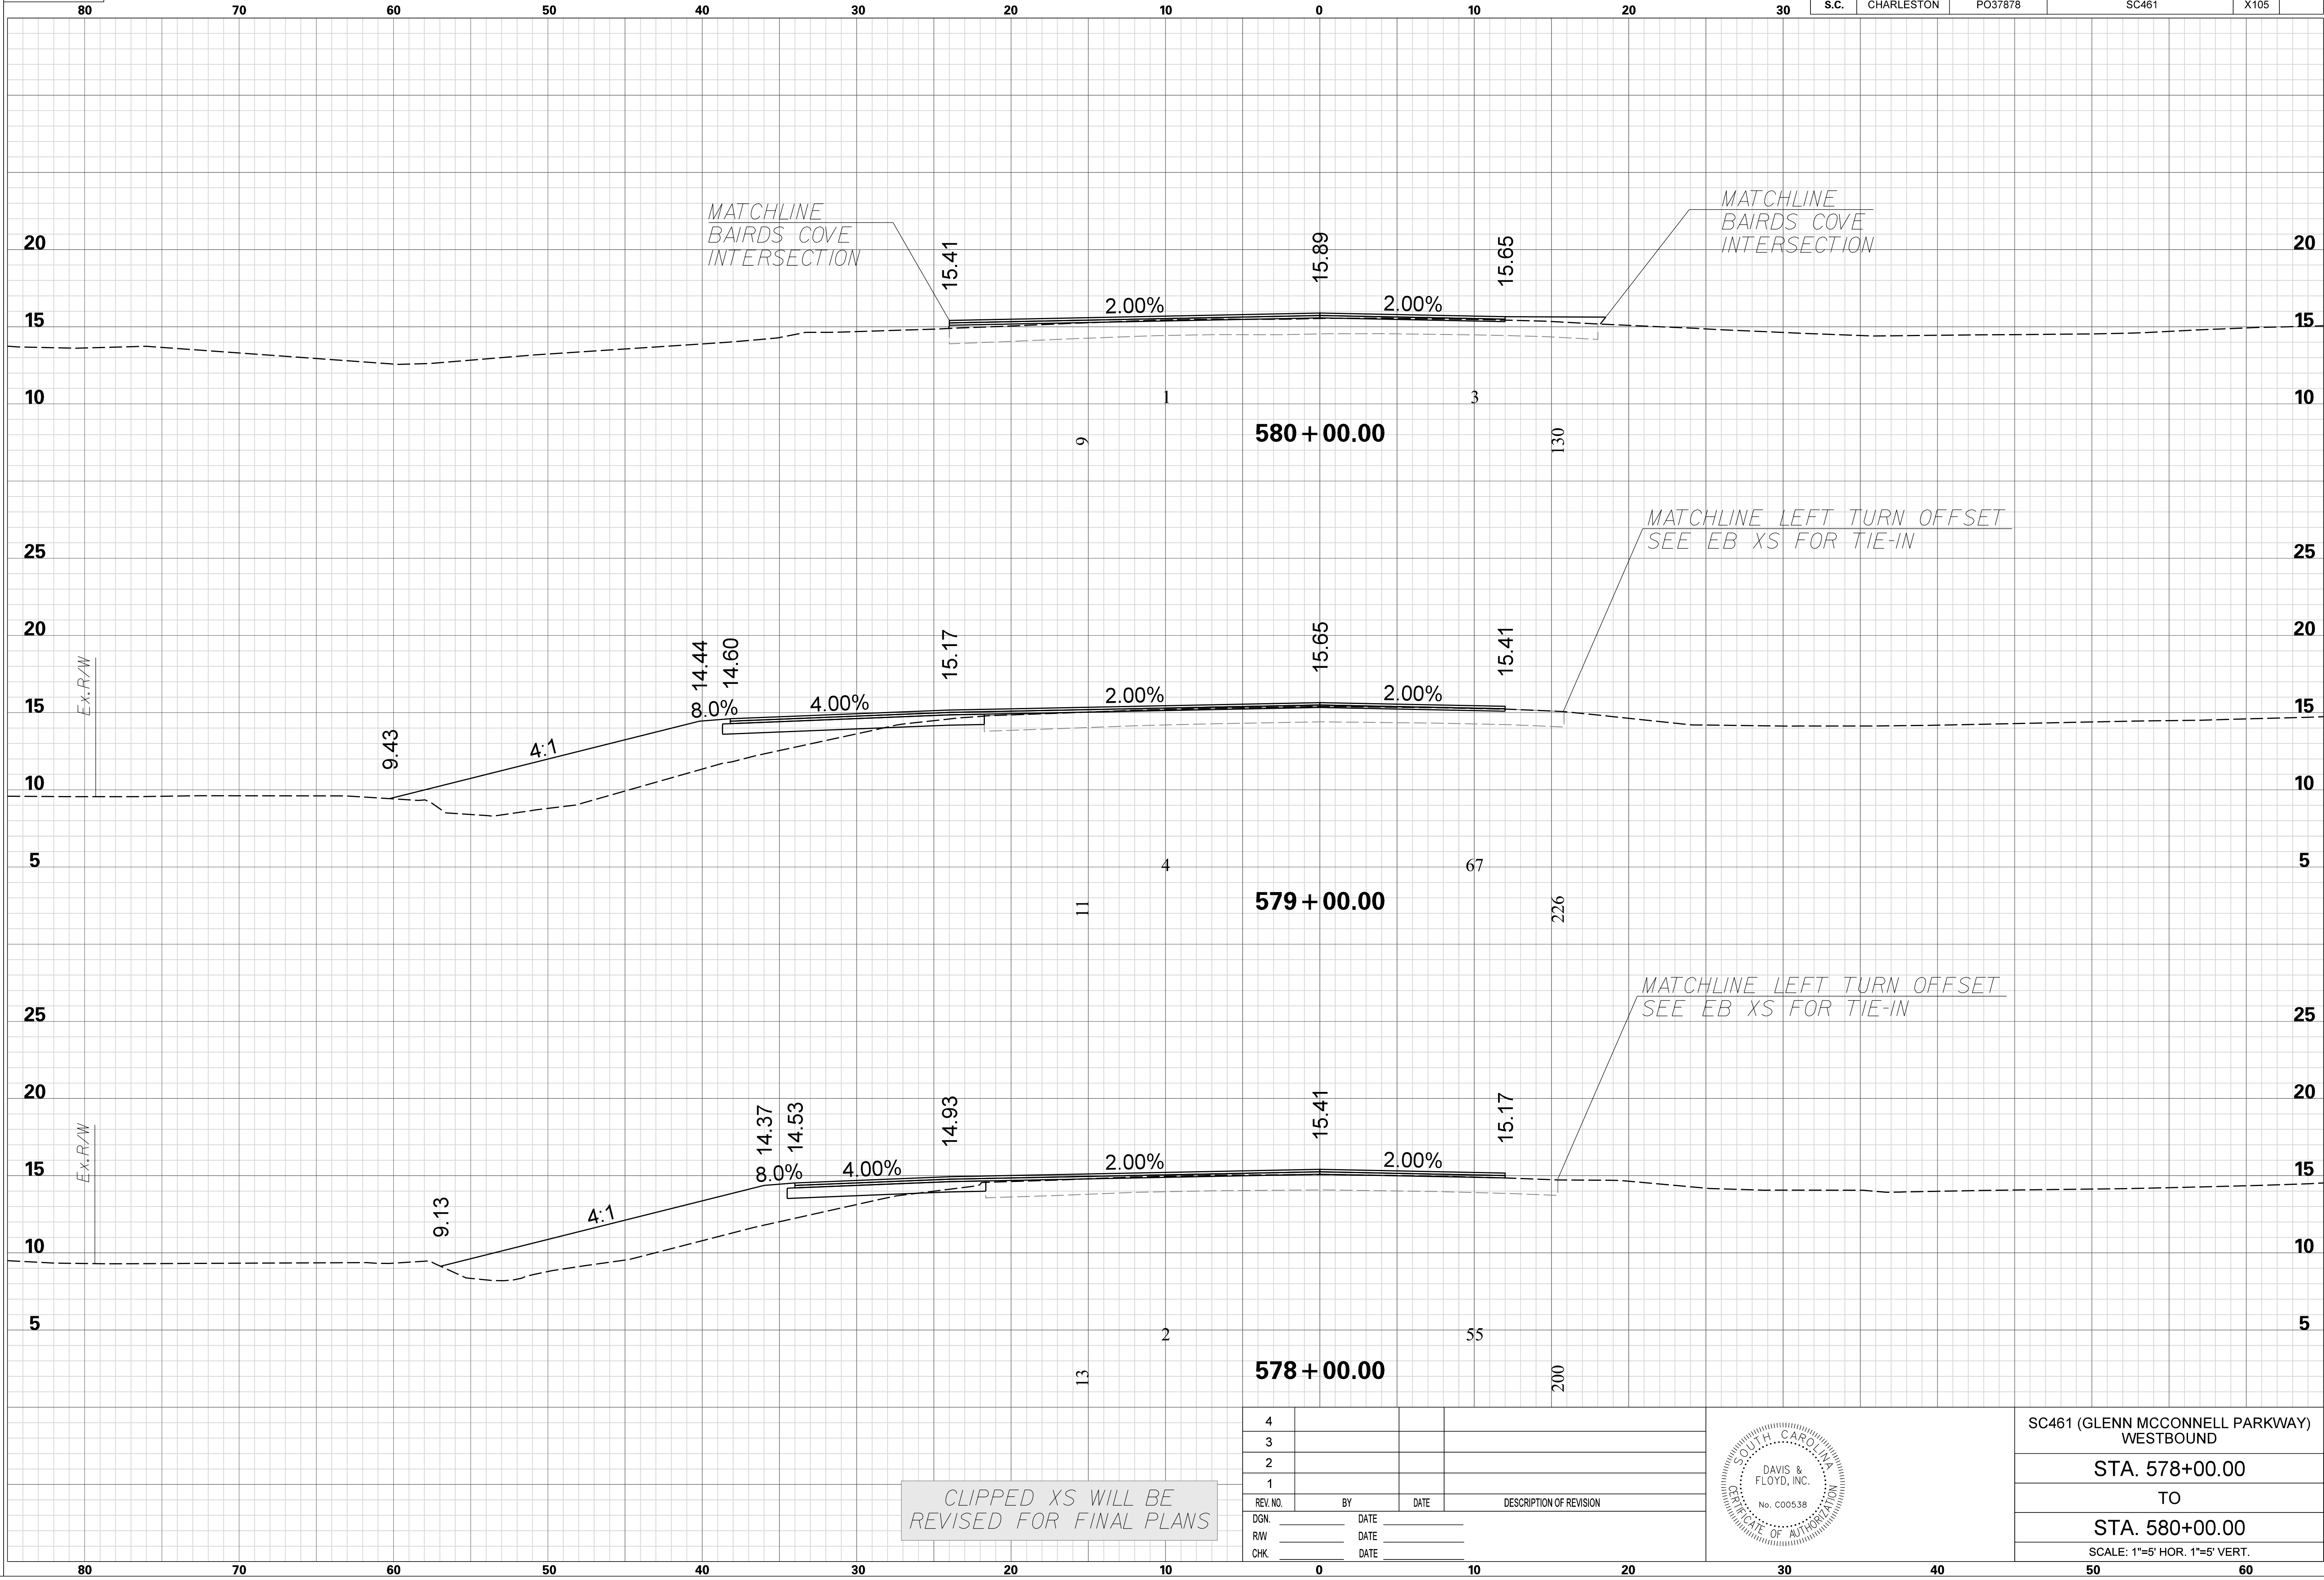 80 70 60 50 40 30 20 10 0 10 20 30
S.C. CHARLESTON PO37878 SC461 X105
MATCHLINE
BAIRDS COVE
INTERSECTION
MATCHLINE
BAIRDS COVE
INTERSECTION
15.41 15.89 15.65
2.00% 2.00%
20 20
15 15
10 10
1 3
580+00.00
9 130
MATCHLINE LEFT TURN OFFSET
SEE EB XS FOR TIE-IN
25 25
20 20
15 15
10 10
5 5
Ex.R/W
9.43 14.44 14.60 15.17 15.65 15.41
4:1 8.0% 4.00% 2.00% 2.00%
4 67
579+00.00
11 226
MATCHLINE LEFT TURN OFFSET
SEE EB XS FOR TIE-IN
25 25
20 20
15 15
10 10
5 5
Ex.R/W
9.13 14.37 14.53 14.93 15.41 15.17
4:1 8.0% 4.00% 2.00% 2.00%
2 55
578+00.00
13 200
CLIPPED XS WILL BE
REVISED FOR FINAL PLANS
4
3
2
1
REV. NO. BY DATE DESCRIPTION OF REVISION
DGN. DATE
R/W DATE
CHK. DATE
SOUTH CAROLINA
DAVIS &
FLOYD, INC.
No. C00538
CERTIFICATE OF AUTHORIZATION
SC461 (GLENN MCCONNELL PARKWAY)
WESTBOUND
STA. 578+00.00
TO
STA. 580+00.00
SCALE: 1"=5' HOR. 1"=5' VERT.
80 70 60 50 40 30 20 10 0 10 20 30 40 50 60